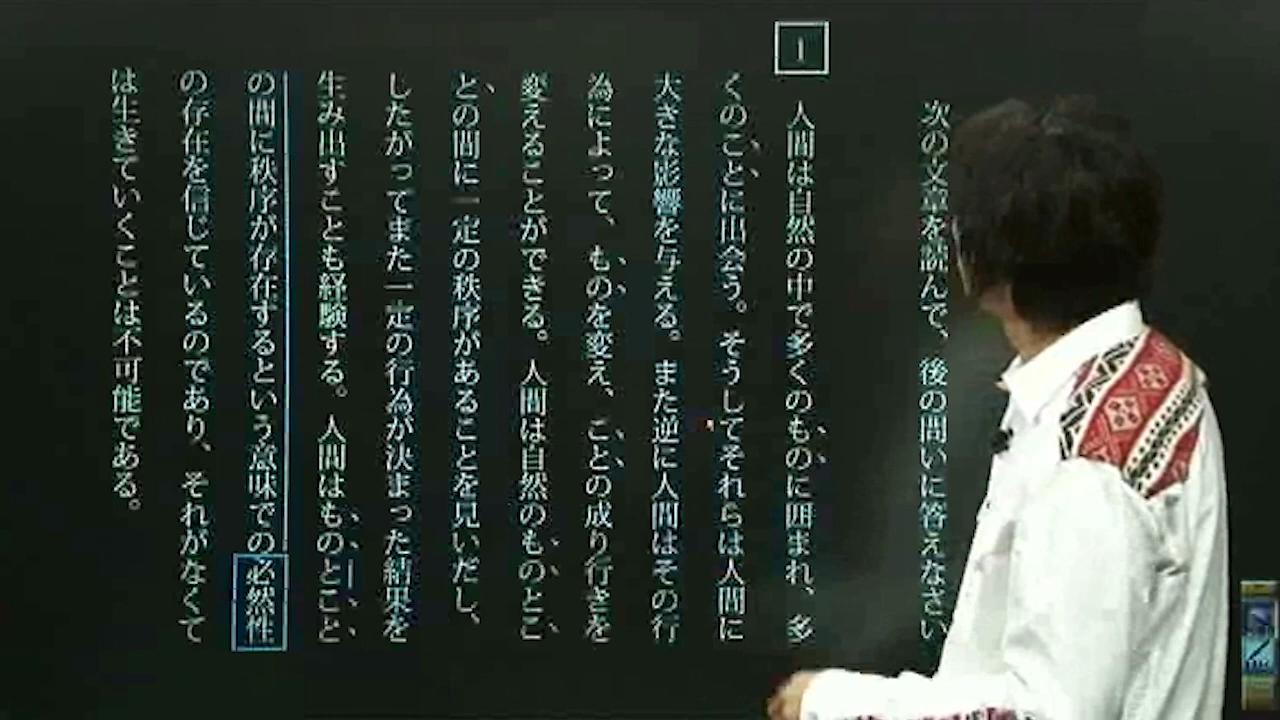 次の文章を読んで、後の問いに答えなさい
1
人間は自然の中で多くのものに囲まれ、多
くのことに出会う。そうしてそれらは人間に
大きな影響を与える。また逆に人間はその行
為によって、ものを変え、ことの成り行きを
変えることができる。人間は自然のものとこ
との間に一定の秩序があることを見いだし、
したがってまた一定の行為が決まった結果を
生み出すことも経験する。人間はものとこと
の間に秩序が存在するという意味での必然性
の存在を信じているのであり、それがなくて
は生きていくことは不可能である。